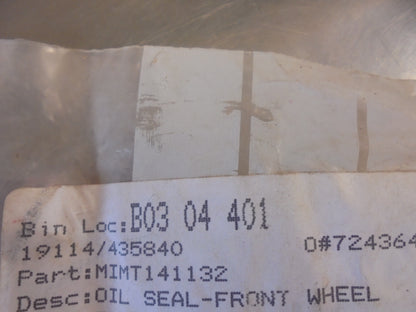 Bin Loc:B03 04 401
19114/435840 O#724364
Part:MIMT141132
Desc:OIL SEAL-FRONT WHEEL